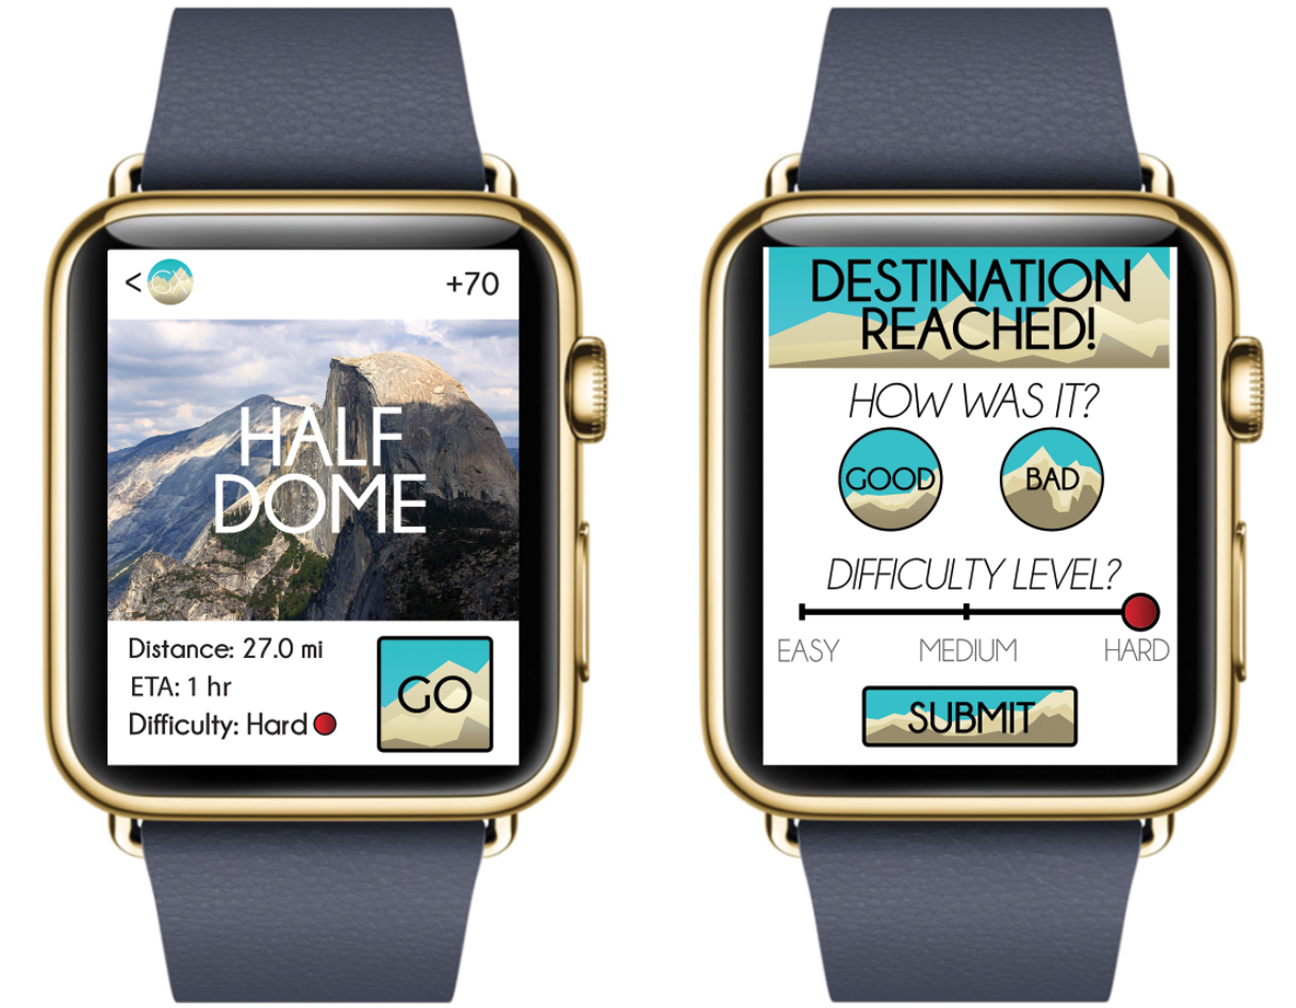 < GX
+70
HALF
DOME
Distance: 27.0 mi
ETA: 1 hr
Difficulty: Hard
GO
DESTINATION
REACHED!
HOW WAS IT?
GOOD BAD
DIFFICULTY LEVEL?
EASY MEDIUM HARD
SUBMIT